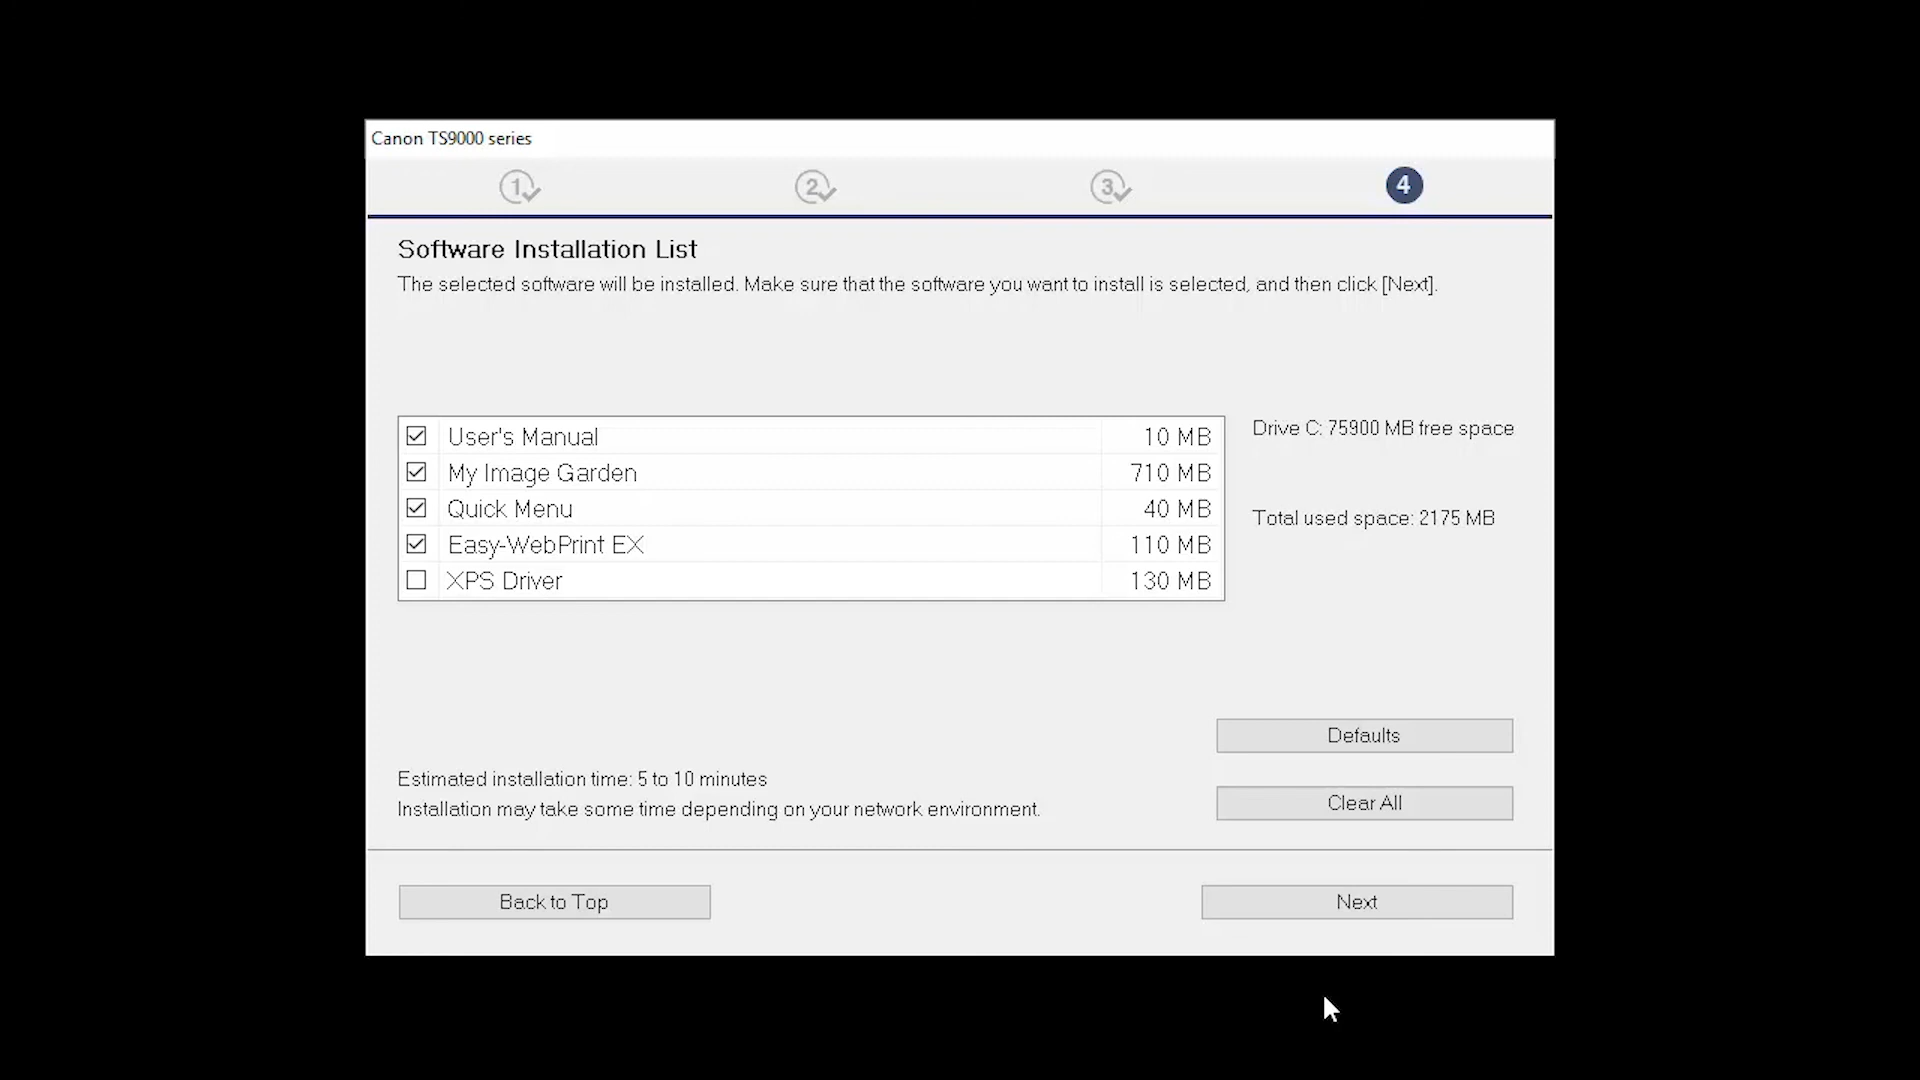 Canon TS9000 series
1
2
3
4
Software Installation List
The selected software will be installed. Make sure that the software you want to install is selected, and then click [Next].
User's Manual 10 MB
My Image Garden 710 MB
Quick Menu 40 MB
Easy-WebPrint EX 110 MB
XPS Driver 130 MB
Drive C: 75900 MB free space
Total used space: 2175 MB
Defaults
Clear All
Estimated installation time: 5 to 10 minutes
Installation may take some time depending on your network environment.
Back to Top
Next